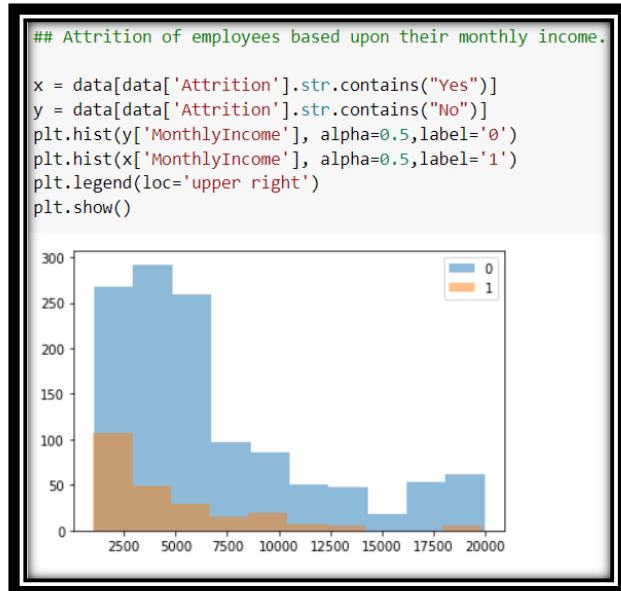 ## Attrition of employees based upon their monthly income.
x = data[data['Attrition'].str.contains("Yes")]
y = data[data['Attrition'].str.contains("No")]
plt.hist(y['MonthlyIncome'], alpha=0.5,label='0')
plt.hist(x['MonthlyIncome'], alpha=0.5,label='1')
plt.legend(loc='upper right')
plt.show()
300
250
200
150
100
50
0
0
1
2500 5000 7500 10000 12500 15000 17500 20000